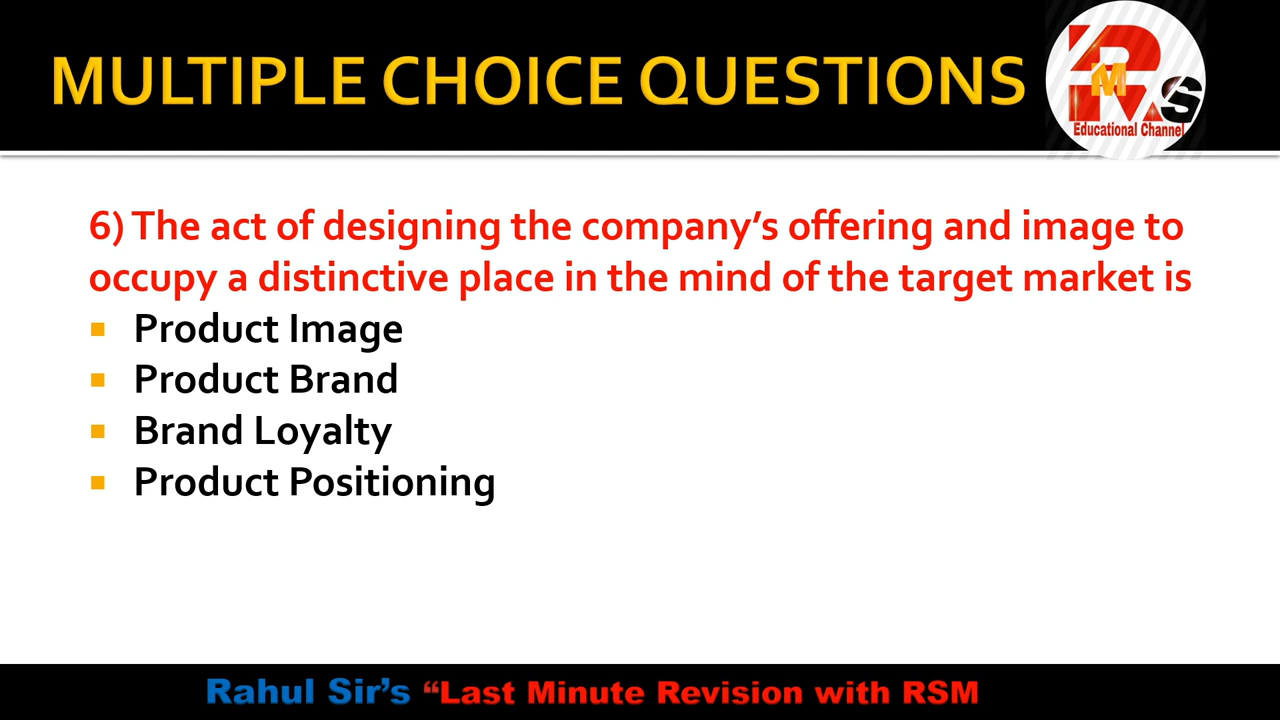 MULTIPLE CHOICE QUESTIONS
RMS
Educational Channel
6) The act of designing the company’s offering and image to
occupy a distinctive place in the mind of the target market is
Product Image
Product Brand
Brand Loyalty
Product Positioning
Rahul Sir’s “Last Minute Revision with RSM